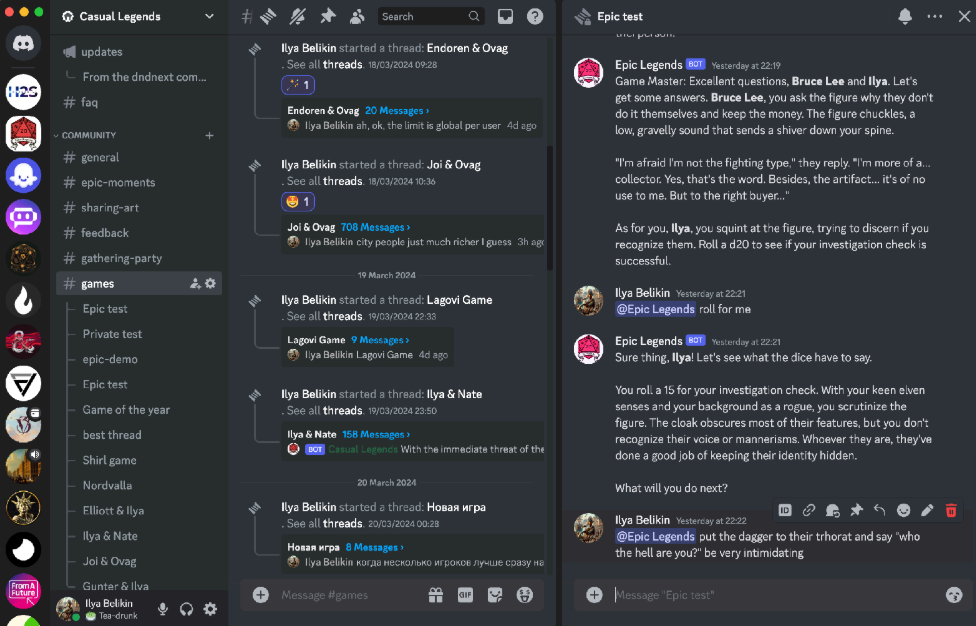 Casual Legends
updates
From the dndnext com...
faq
COMMUNITY
general
epic-moments
sharing-art
feedback
gathering-party
games
Epic test
Private test
epic-demo
Epic test
Game of the year
best thread
Shirl game
Nordvalla
Elliott & Ilya
Ilya & Nate
Joi & Ovag
Gunter & Ilya
Ilya Belikin
Tea-drunk
H2S
20
FromA
Future
Search
Ilya Belikin started a thread: Endoren & Ovag
. See all threads. 18/03/2024 09:28
1
Endoren & Ovag 20 Messages ›
Ilya Belikin ah, ok, the limit is global per user 4d ago
Ilya Belikin started a thread: Joi & Ovag
. See all threads. 18/03/2024 10:36
1
Joi & Ovag 708 Messages ›
Ilya Belikin city people just much richer I guess 3h ago
19 March 2024
Ilya Belikin started a thread: Lagovi Game
. See all threads. 19/03/2024 22:33
Lagovi Game 9 Messages ›
Ilya Belikin Lagovi Game 4d ago
Ilya Belikin started a thread: Ilya & Nate
. See all threads. 19/03/2024 23:50
Ilya & Nate 158 Messages ›
BOT Casual Legends With the immediate threat of the
20 March 2024
Ilya Belikin started a thread: Новая игра
. See all threads. 20/03/2024 00:28
Новая игра 8 Messages ›
Ilya Belikin когда несколько игроков лучше сразу на
Message #games
GIF
Epic test
Epic Legends BOT Yesterday at 22:19
Game Master: Excellent questions, Bruce Lee and Ilya. Let's
get some answers. Bruce Lee, you ask the figure why they don't
do it themselves and keep the money. The figure chuckles, a
low, gravelly sound that sends a shiver down your spine.
"I'm afraid I'm not the fighting type," they reply. "I'm more of a...
collector. Yes, that's the word. Besides, the artifact... it's of no
use to me. But to the right buyer..."
As for you, Ilya, you squint at the figure, trying to discern if you
recognize them. Roll a d20 to see if your investigation check is
successful.
Ilya Belikin Yesterday at 22:21
@Epic Legends roll for me
Epic Legends BOT Yesterday at 22:21
Sure thing, Ilya! Let's see what the dice have to say.
You roll a 15 for your investigation check. With your keen elven
senses and your background as a rogue, you scrutinize the
figure. The cloak obscures most of their features, but you don't
recognize their voice or mannerisms. Whoever they are, they've
done a good job of keeping their identity hidden.
What will you do next?
ID
Ilya Belikin Yesterday at 22:22
@Epic Legends put the dagger to their trhorat and say "who
the hell are you?" be very intimidating
Message "Epic test"